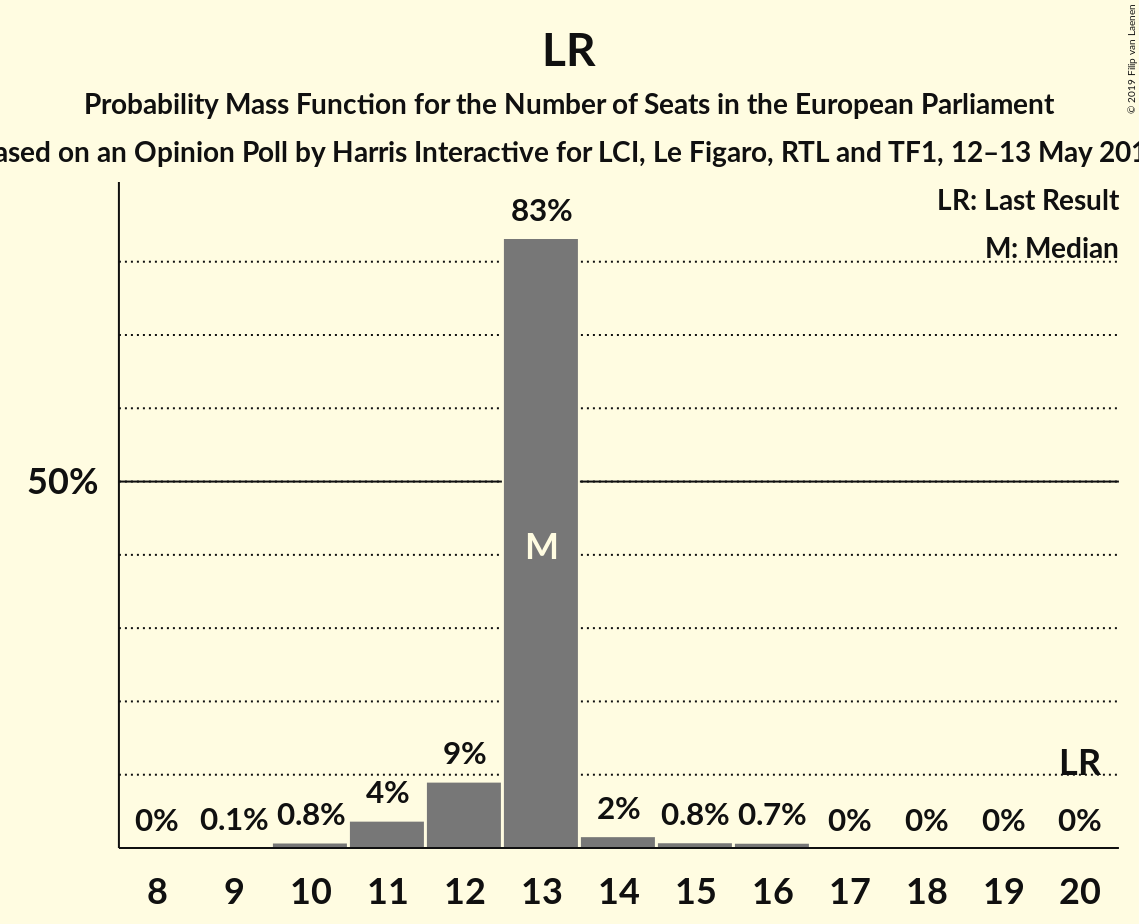 LR
Probability Mass Function for the Number of Seats in the European Parliament
ased on an Opinion Poll by Harris Interactive for LCI, Le Figaro, RTL and TF1, 12–13 May 201
© 2019 Filip van Laenen
LR: Last Result
M: Median
83%
50%
M
9%
4%
LR
0%
0.1%
0.8%
2%
0.8%
0.7%
0%
0%
0%
0%
8 9 10 11 12 13 14 15 16 17 18 19 20